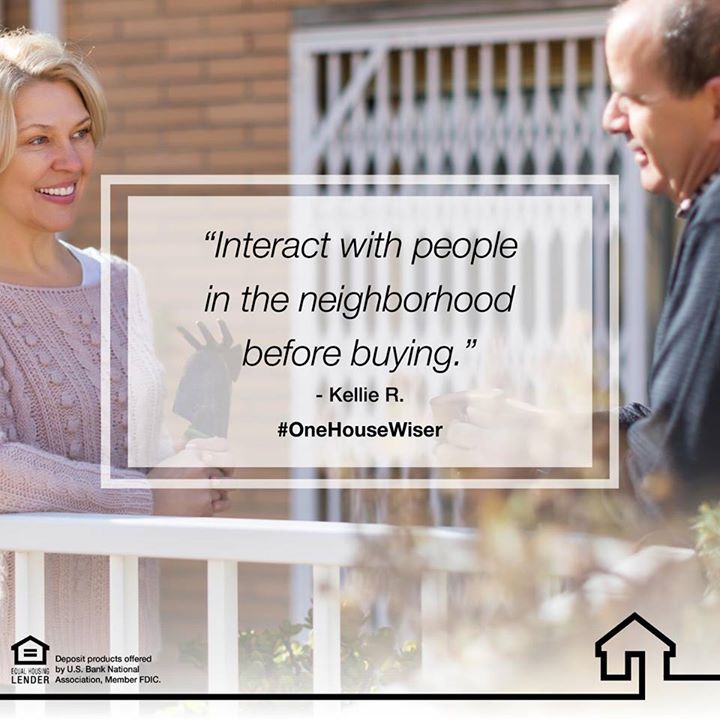 “Interact with people
in the neighborhood
before buying.”
- Kellie R.
#OneHouseWiser
EQUAL HOUSING
LENDER
Deposit products offered
by U.S. Bank National
Association, Member FDIC.